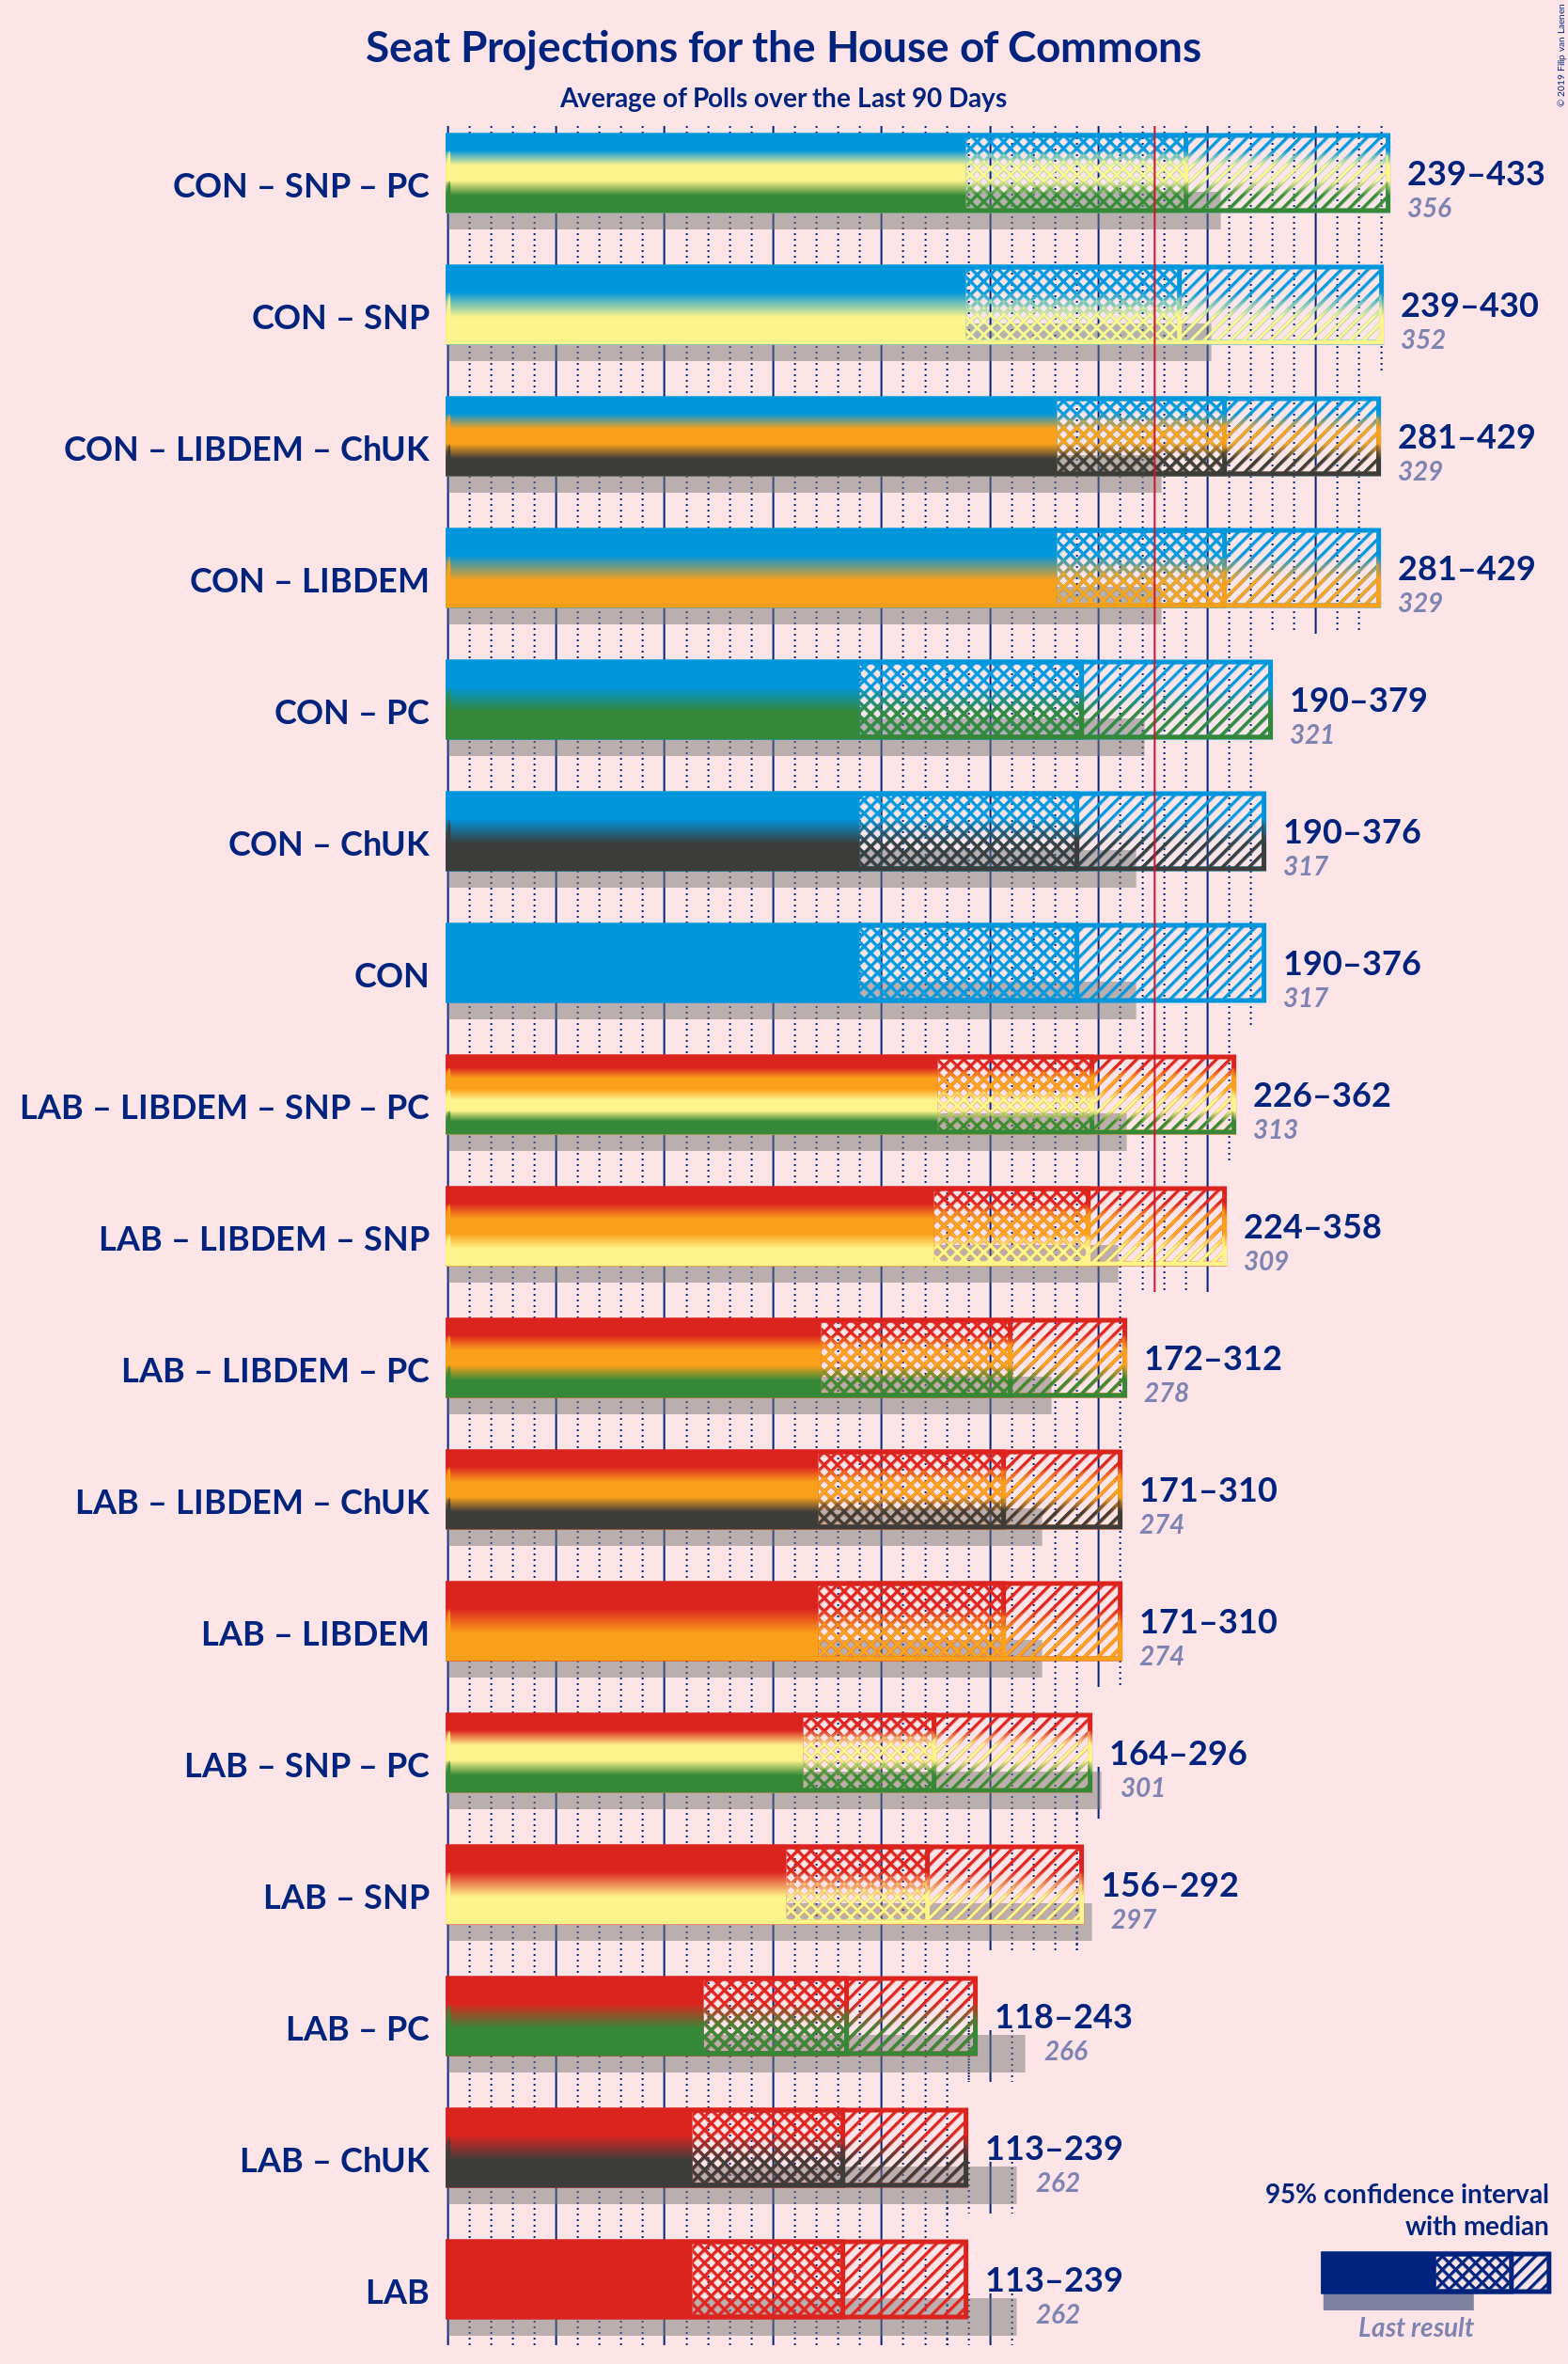 Seat Projections for the House of Commons
Average of Polls over the Last 90 Days
© 2019 Filip van Laenen
CON – SNP – PC
239–433
356
CON – SNP
239–430
352
CON – LIBDEM – ChUK
281–429
329
CON – LIBDEM
281–429
329
CON – PC
190–379
321
CON – ChUK
190–376
317
CON
190–376
317
LAB – LIBDEM – SNP – PC
226–362
313
LAB – LIBDEM – SNP
224–358
309
LAB – LIBDEM – PC
172–312
278
LAB – LIBDEM – ChUK
171–310
274
LAB – LIBDEM
171–310
274
LAB – SNP – PC
164–296
301
LAB – SNP
156–292
297
LAB – PC
118–243
266
LAB – ChUK
113–239
262
LAB
113–239
262
95% confidence interval
with median
Last result